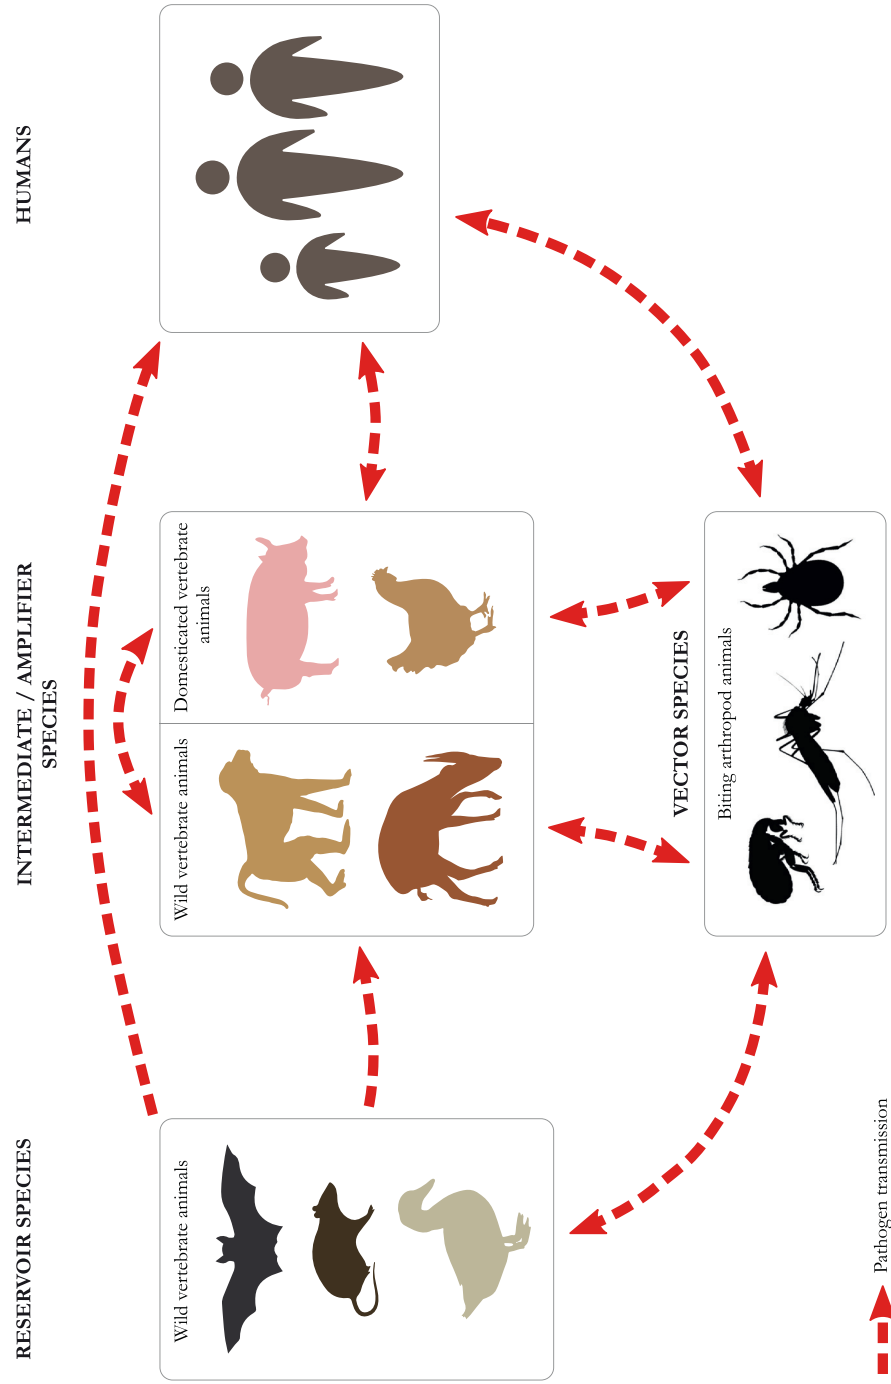 RESERVOIR SPECIES
INTERMEDIATE / AMPLIFIER
SPECIES
HUMANS
Wild vertebrate animals
Wild vertebrate animals
Domesticated vertebrate
animals
VECTOR SPECIES
Biting arthropod animals
Pathogen transmission